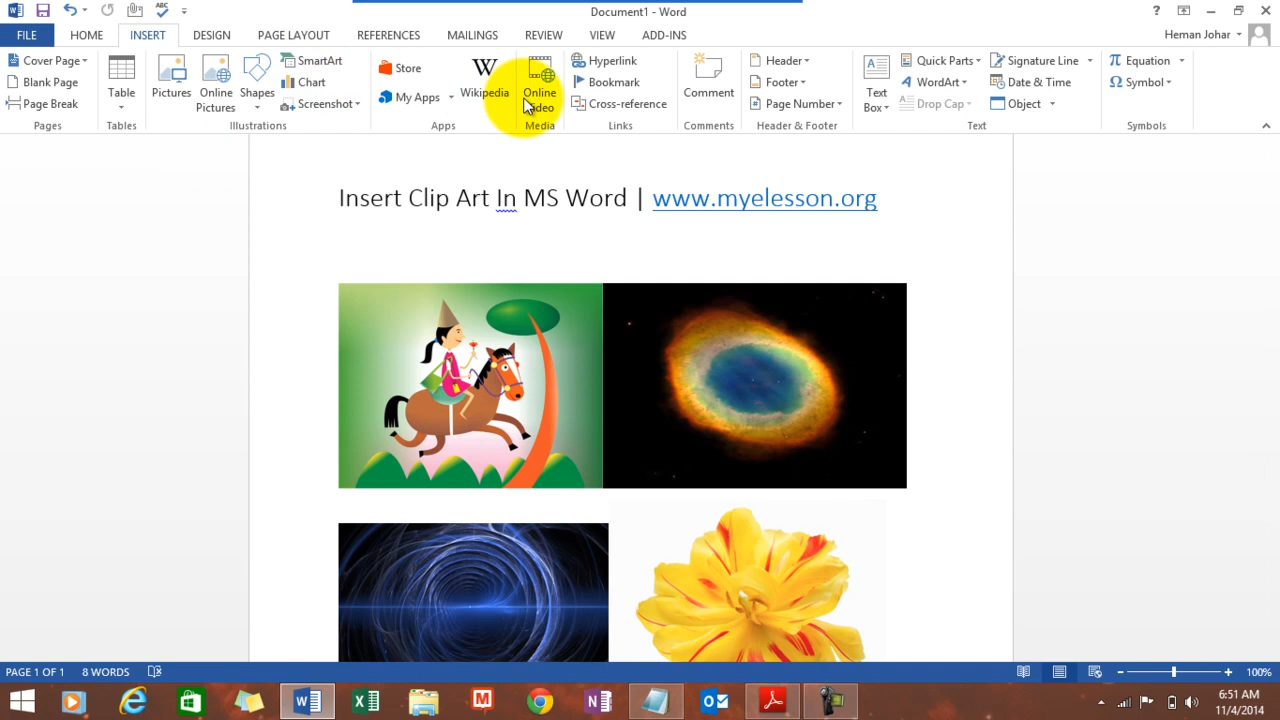 Document1 - Word
?
FILE HOME INSERT DESIGN PAGE LAYOUT REFERENCES MAILINGS REVIEW VIEW ADD-INS Heman Johar
Cover Page
Blank Page
Page Break
Pages
Table
Tables
Pictures
Online
Pictures
Shapes
SmartArt
Chart
Screenshot
Illustrations
Store
My Apps
Wikipedia
Apps
Online
Media
Hyperlink
Bookmark
Cross-reference
Links
Comment
Comments
Header
Footer
Page Number
Header & Footer
Text
Box
Quick Parts
WordArt
Drop Cap
Signature Line
Date & Time
Object
Text
Equation
Symbol
Symbols
Insert Clip Art In MS Word | www.myelesson.org
PAGE 1 OF 1 8 WORDS 100%
6:51 AM
11/4/2014